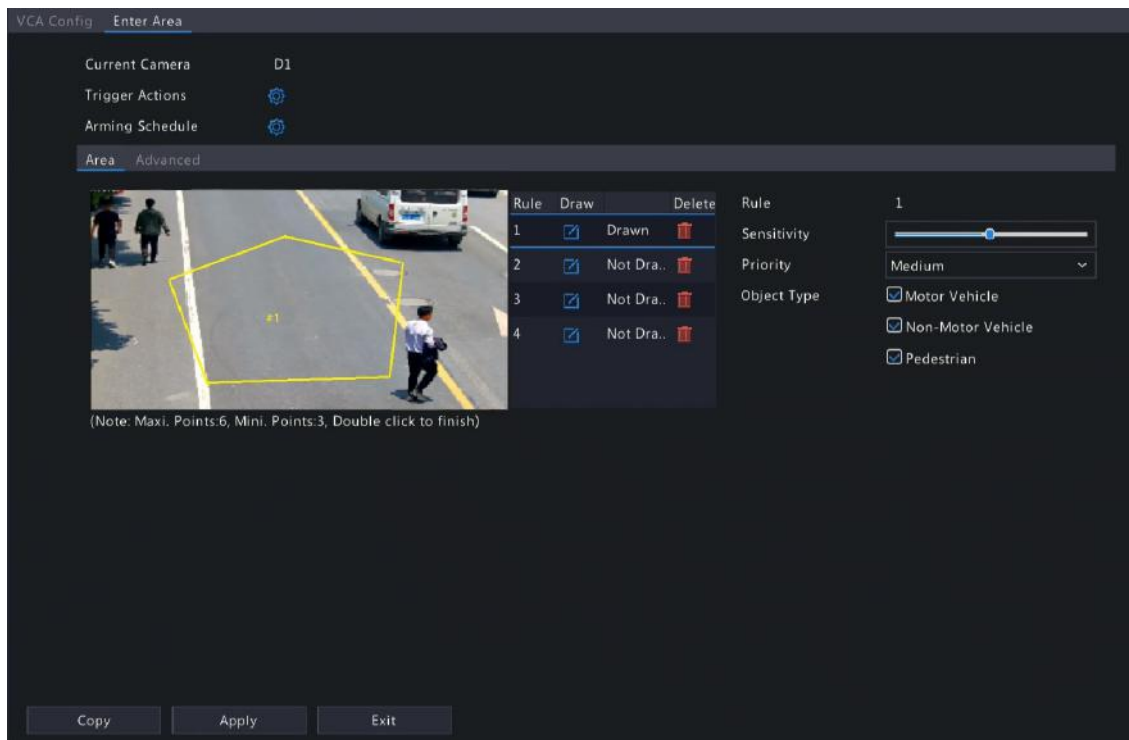 VCA Config Enter Area
Current Camera D1
Trigger Actions
Arming Schedule
Area Advanced
Rule Draw Delete
1 Drawn
2 Not Dra..
3 Not Dra..
4 Not Dra..
#1
(Note: Maxi. Points:6, Mini. Points:3, Double click to finish)
Rule 1
Sensitivity
Priority Medium
Object Type Motor Vehicle
Non-Motor Vehicle
Pedestrian
Copy Apply Exit